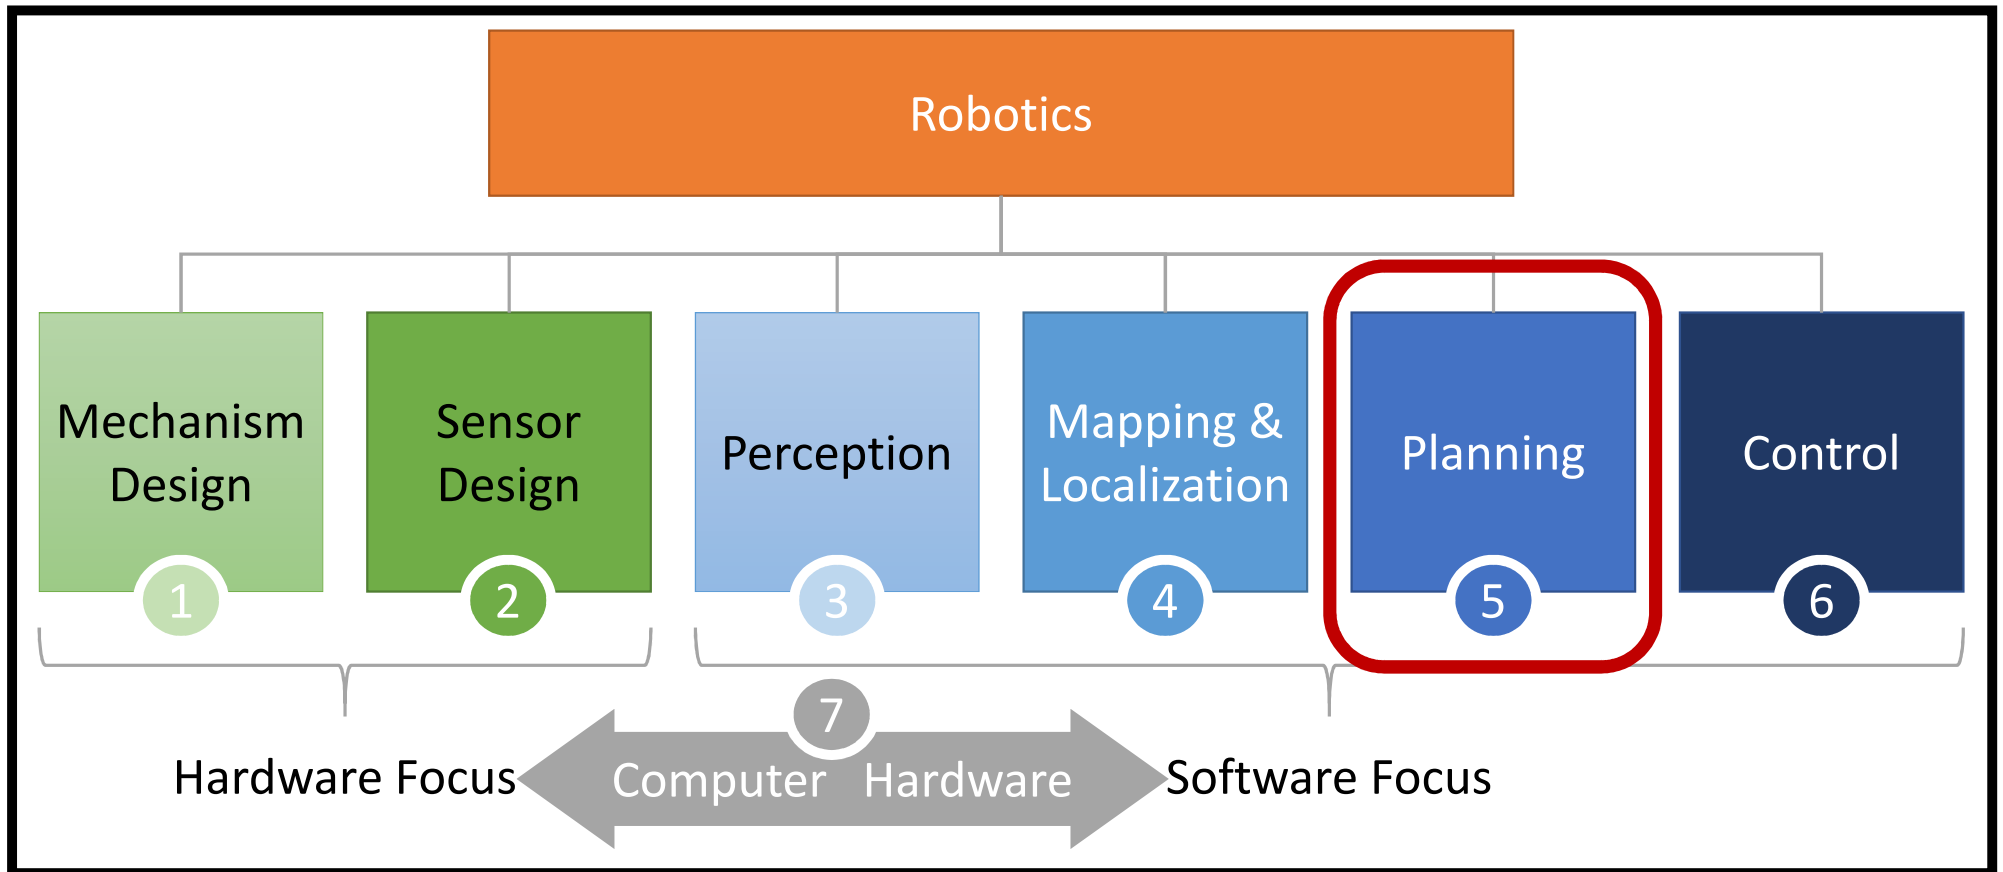 Robotics
Mechanism
Design
Sensor
Design
Perception
Mapping &
Localization
Planning
Control
1
2
3
4
5
6
7
Hardware Focus
Computer Hardware
Software Focus